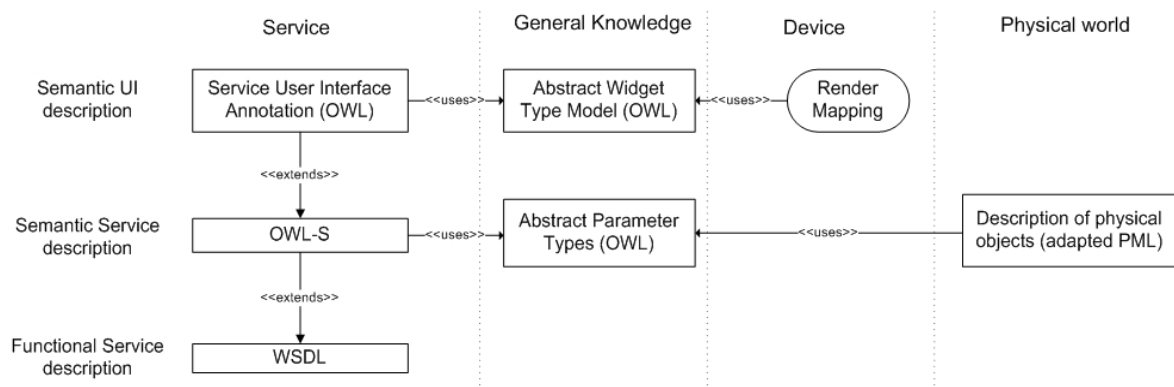 Service
General Knowledge
Device
Physical world
Semantic UI
description
Service User Interface
Annotation (OWL)
<<uses>>
Abstract Widget
Type Model (OWL)
<<uses>>
Render
Mapping
<<extends>>
Semantic Service
description
OWL-S
<<uses>>
Abstract Parameter
Types (OWL)
<<uses>>
Description of physical
objects (adapted PML)
<<extends>>
Functional Service
description
WSDL